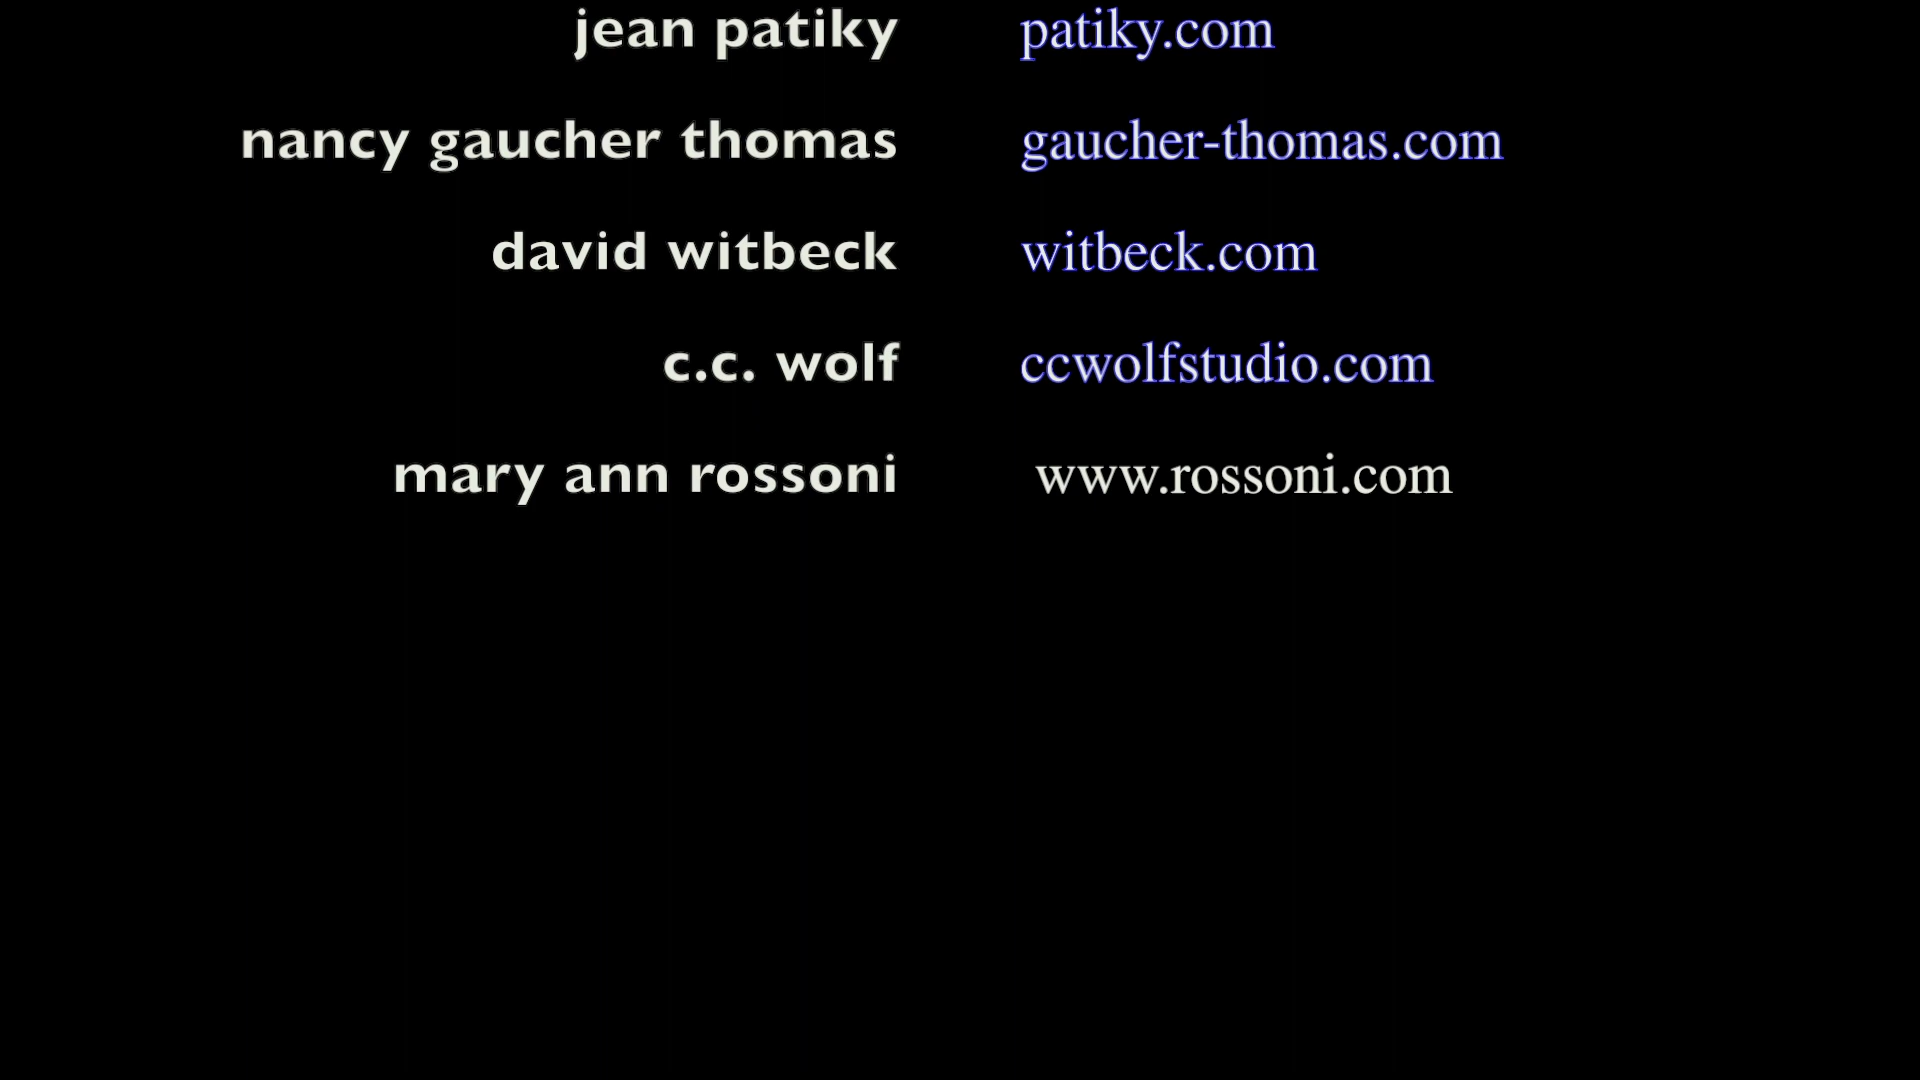 jean patiky patiky.com
nancy gaucher thomas gaucher-thomas.com
david witbeck witbeck.com
c.c. wolf ccwolfstudio.com
mary ann rossoni www.rossoni.com